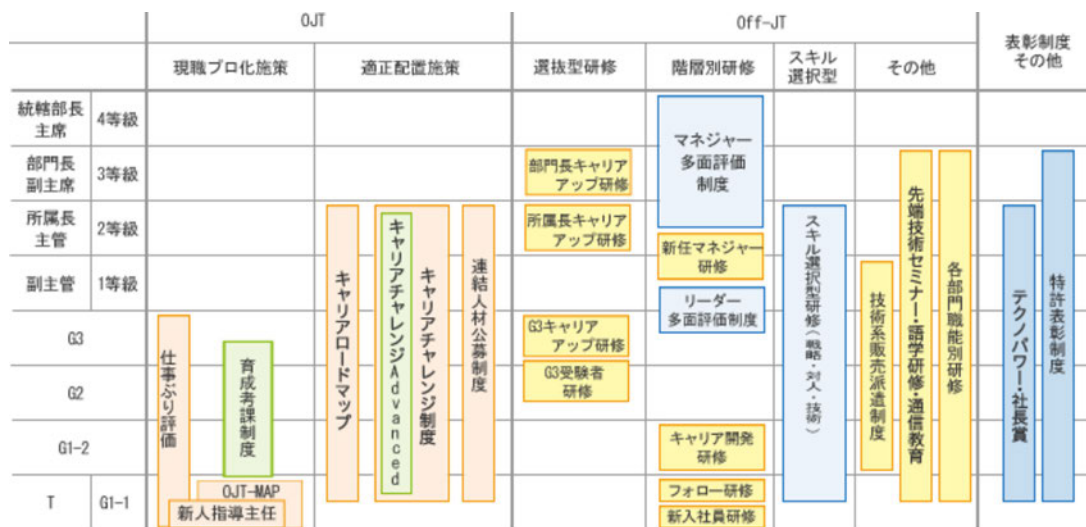 OJT
Off-JT
表彰制度
その他
現職プロ化施策
適正配置施策
選抜型研修
階層別研修
スキル
選択型
その他
統轄部長
主席
4等級
部門長
副主席
3等級
所属長
主管
2等級
副主管
1等級
G3
G2
G1-2
T
G1-1
仕事ぶり評価
育成考課制度
OJT-MAP
新人指導主任
キャリアロードマップ
キャリアチャレンジAdvanced
キャリアチャレンジ制度
連結人材公募制度
部門長キャリア
アップ研修
所属長キャリア
アップ研修
G3キャリア
アップ研修
G3受験者
研修
マネジャー
多面評価
制度
新任マネジャー
研修
リーダー
多面評価制度
キャリア開発
研修
フォロー研修
新入社員研修
スキル選択型研修(戦略・対人・技術)
技術系販売派遣制度
先端技術セミナー・語学研修・通信教育
各部門職能別研修
テクノパワー・社長賞
特許表彰制度